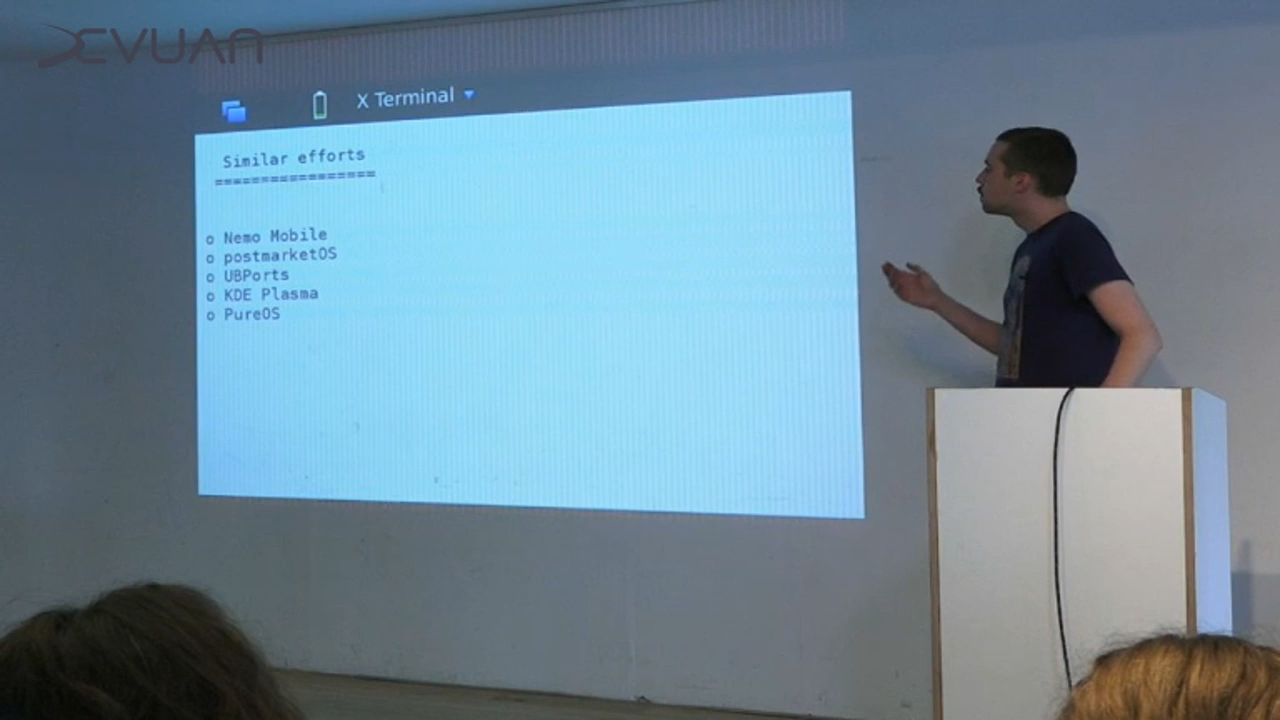 DEVUAN
X Terminal
Similar efforts
=================
o Nemo Mobile
o postmarketOS
o UBPorts
o KDE Plasma
o PureOS